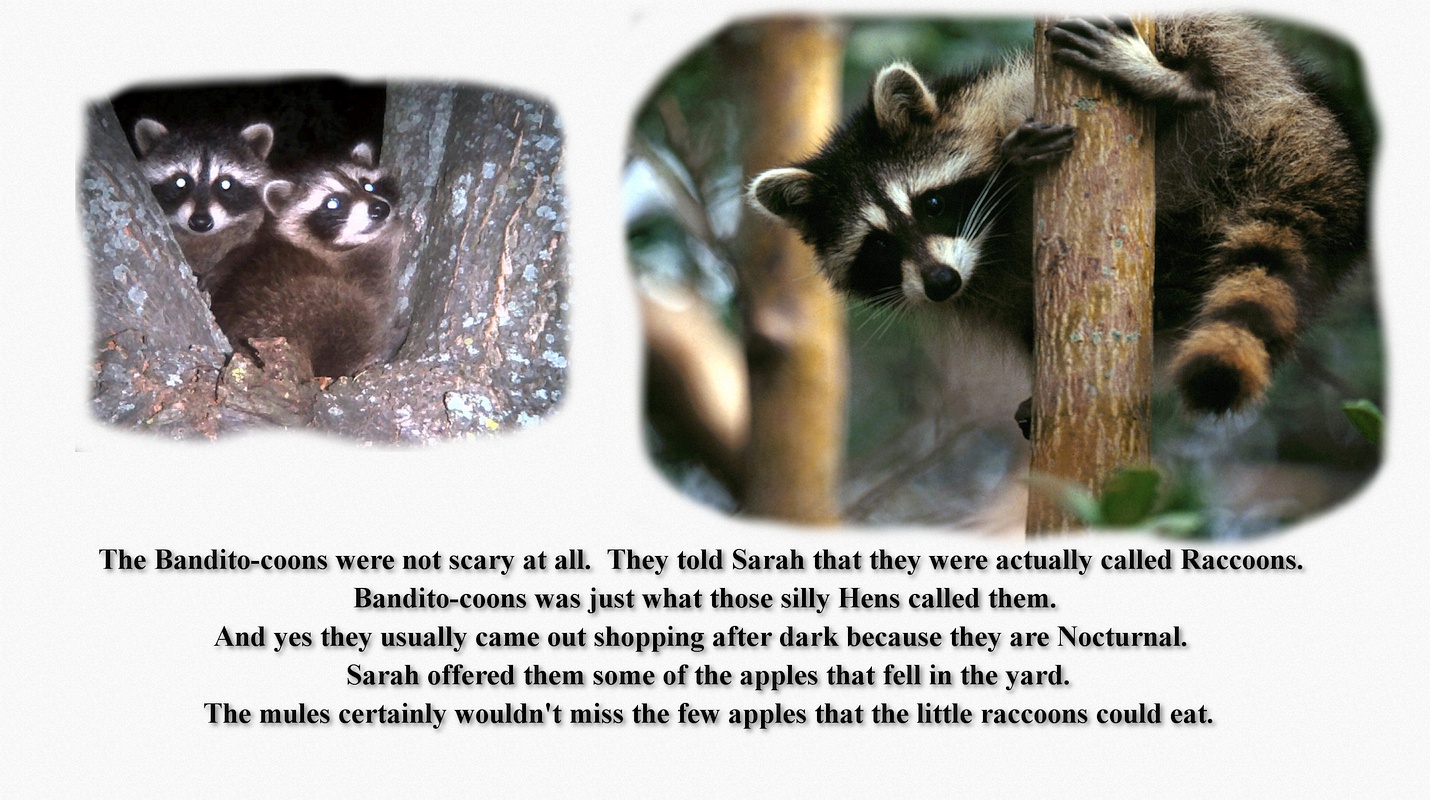 The Bandito-coons were not scary at all.  They told Sarah that they were actually called Raccoons.
Bandito-coons was just what those silly Hens called them.
And yes they usually came out shopping after dark because they are Nocturnal.
Sarah offered them some of the apples that fell in the yard.
The mules certainly wouldn't miss the few apples that the little raccoons could eat.